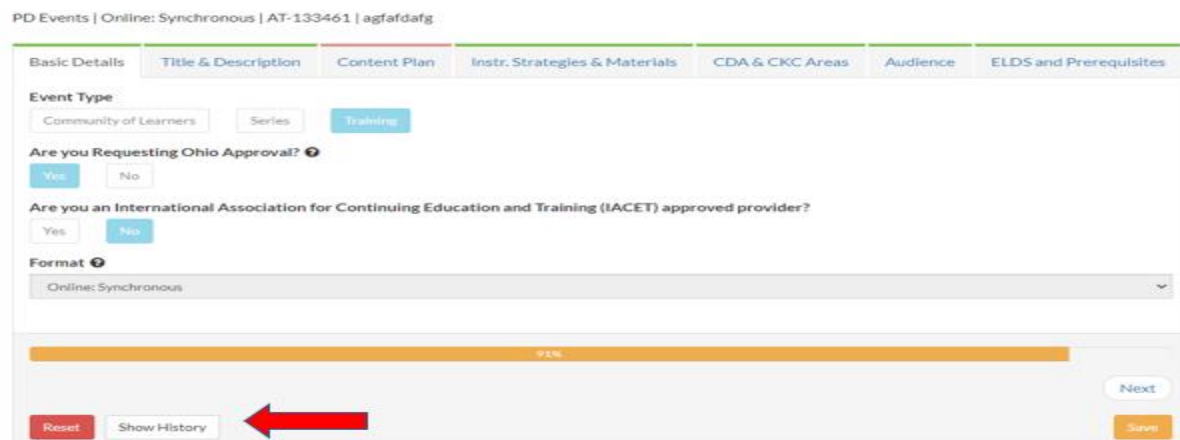 PD Events | Online: Synchronous | AT-133461 | agfafdafg
Basic Details Title & Description Content Plan Instr. Strategies & Materials CDA & CKC Areas Audience ELDS and Prerequisites
Event Type
Community of Learners Series Training
Are you Requesting Ohio Approval?
Yes No
Are you an International Association for Continuing Education and Training (IACET) approved provider?
Yes No
Format
Online: Synchronous
91%
Next
Reset Show History Save